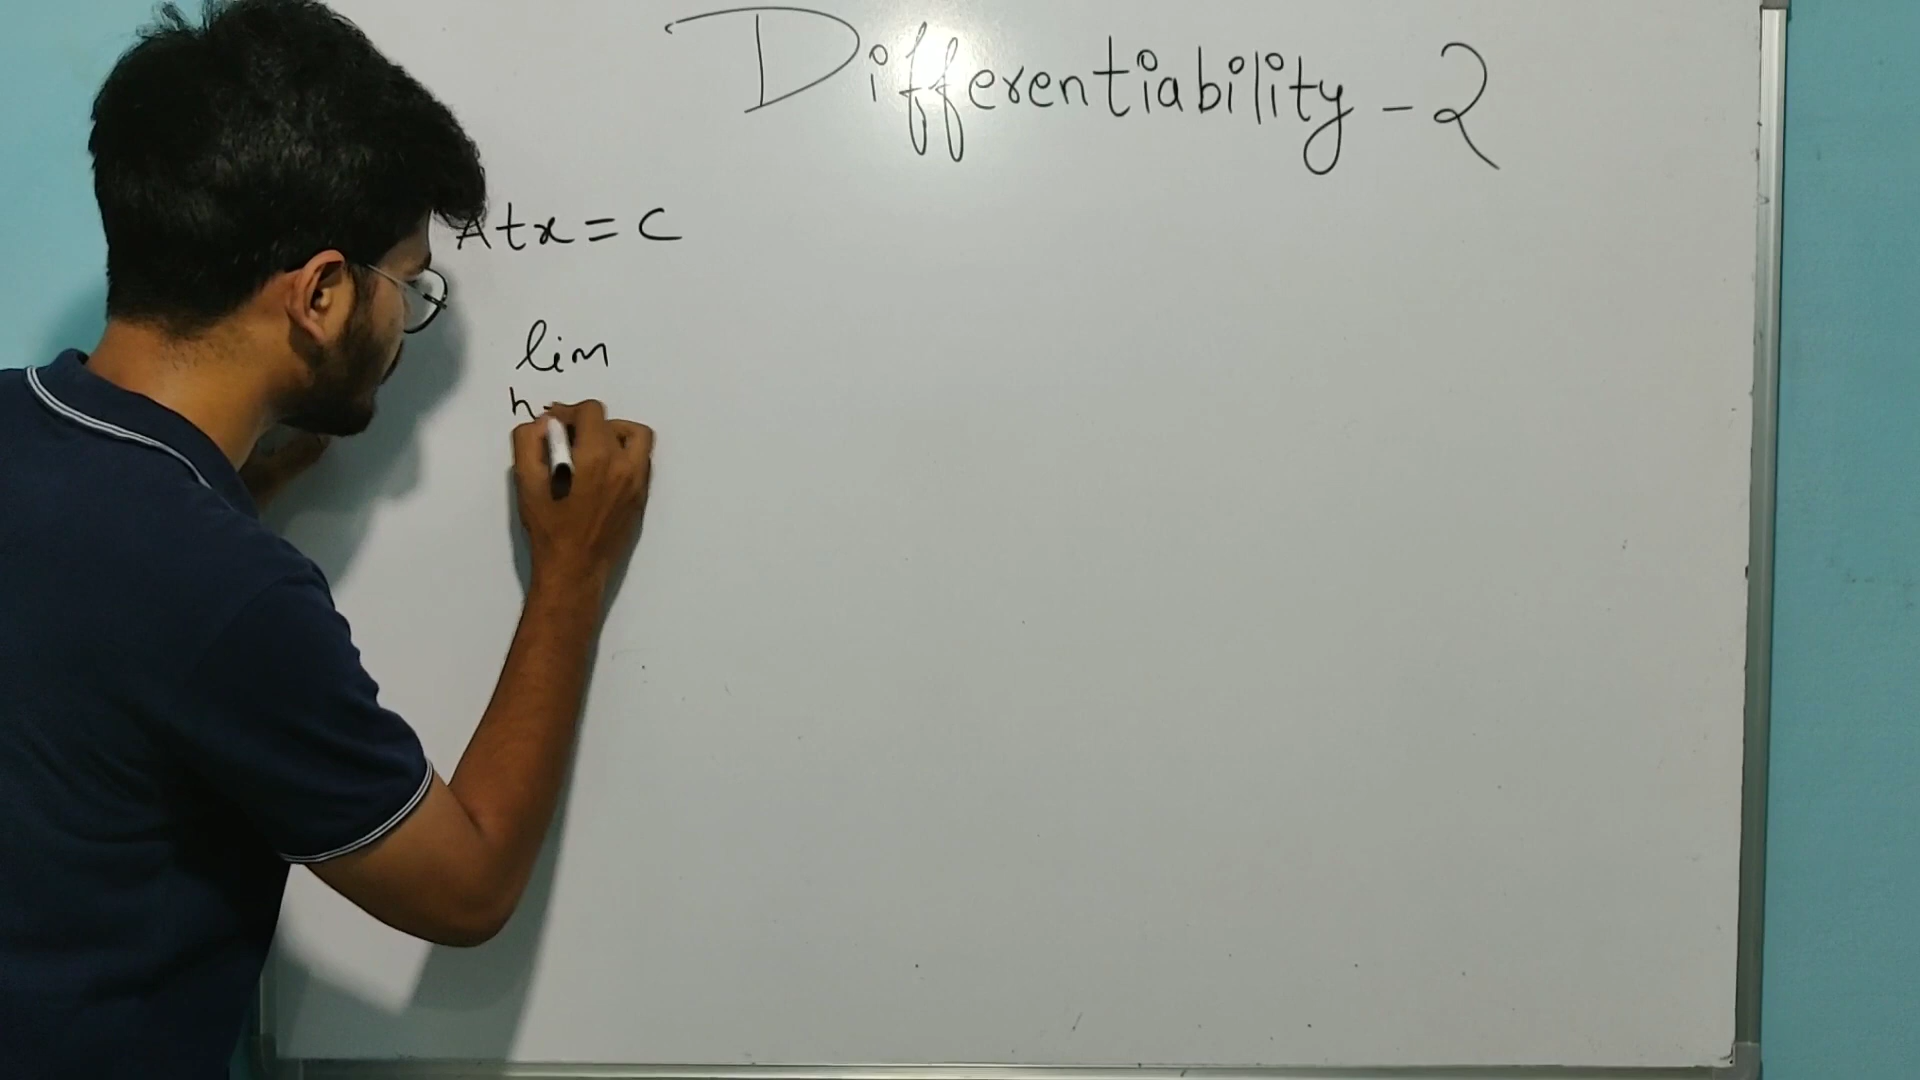 Differentiability - 2
At x = c
lim
h